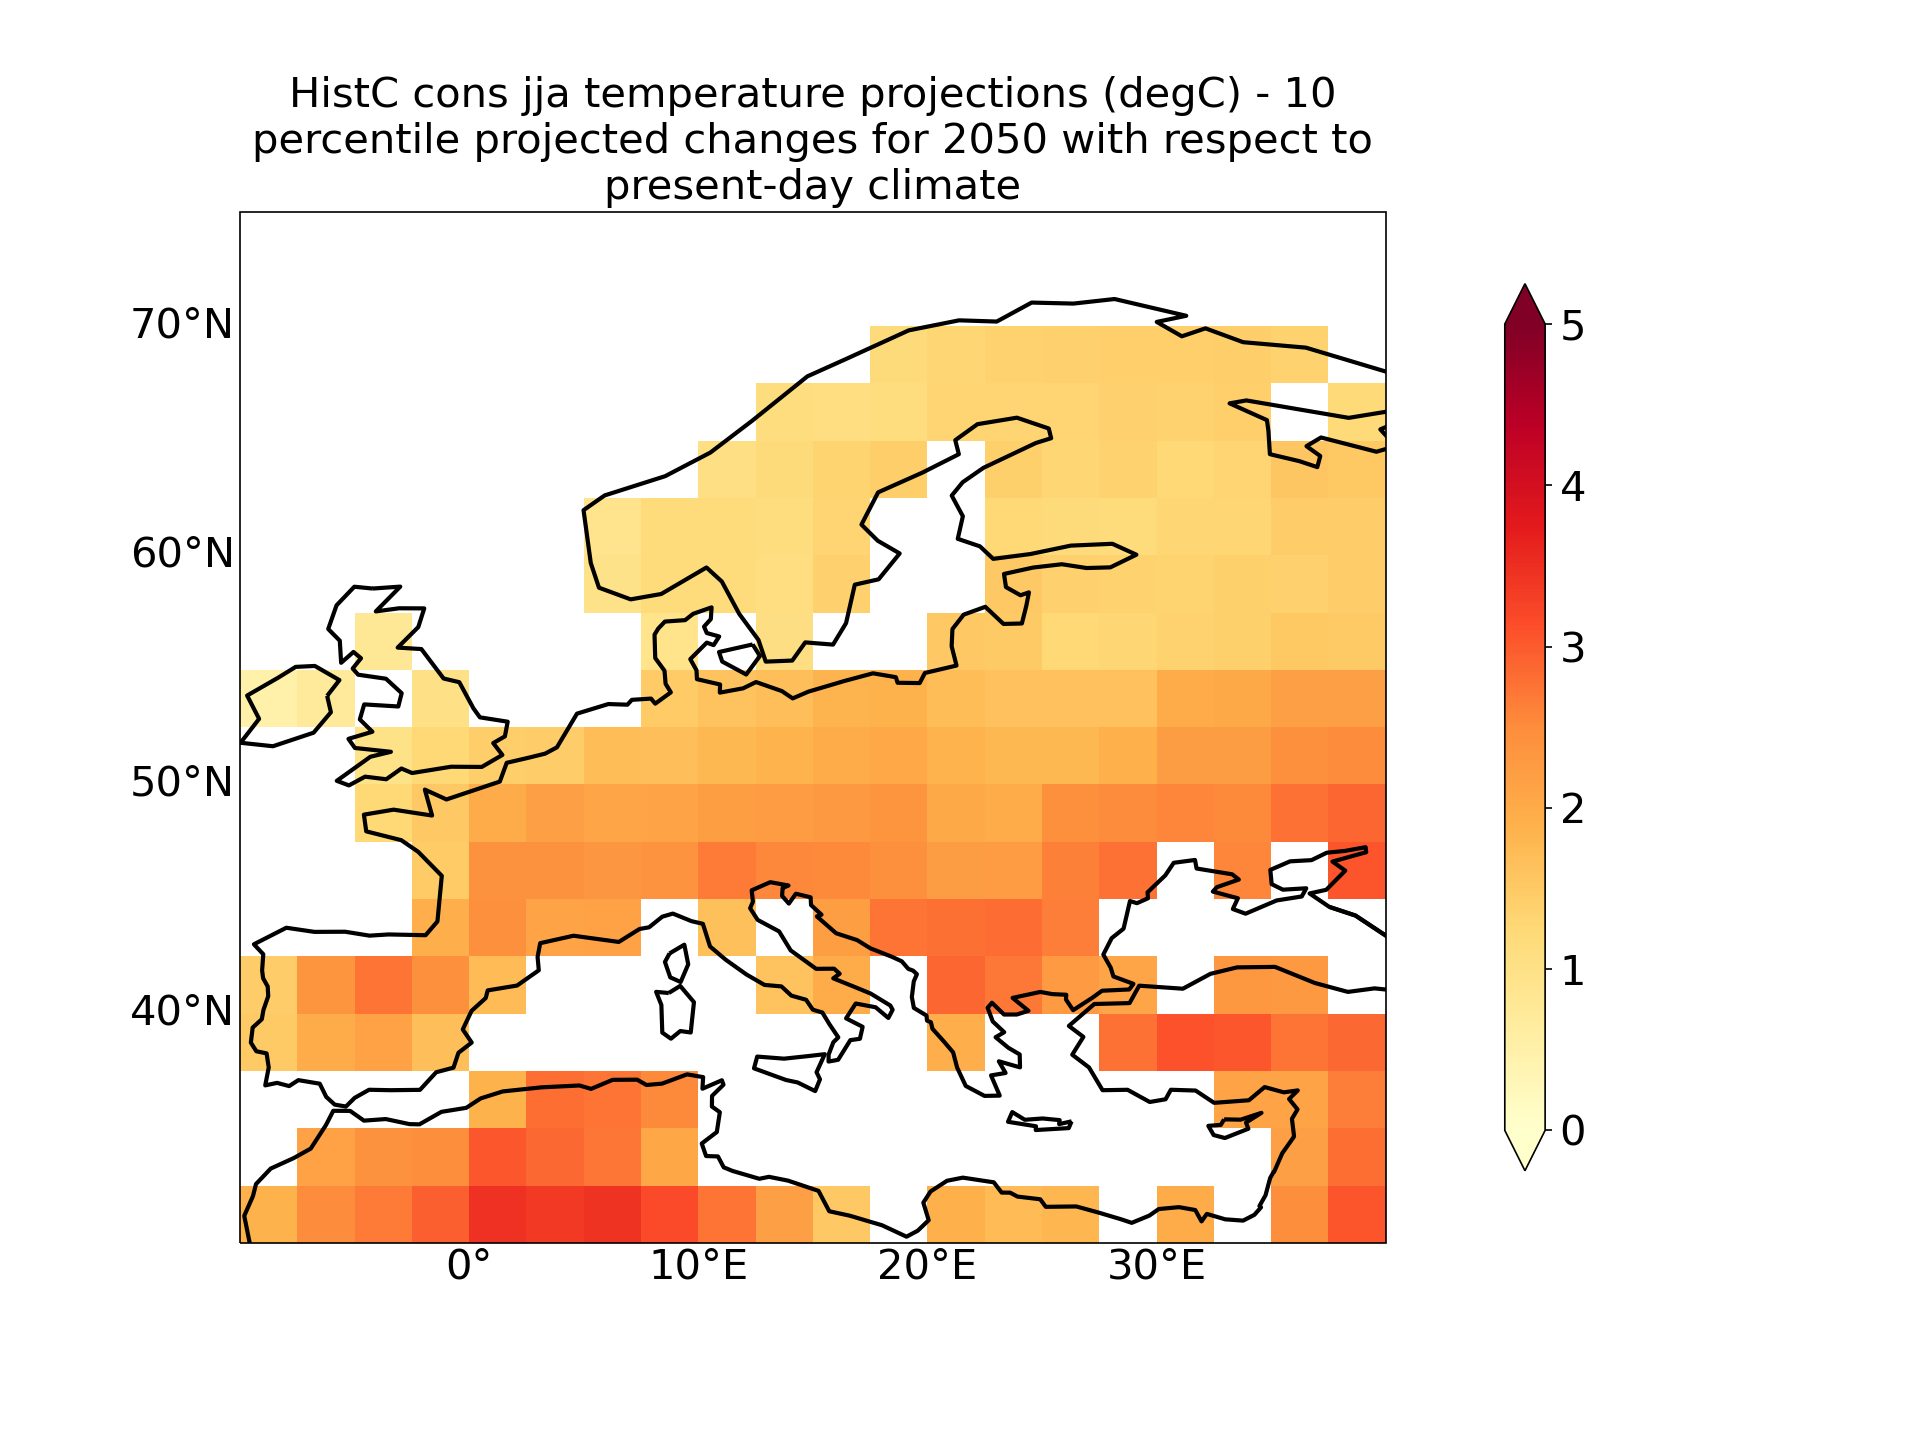 HistC cons jja temperature projections (degC) - 10
percentile projected changes for 2050 with respect to
present-day climate
70°N
60°N
50°N
40°N
0°
10°E
20°E
30°E
5
4
3
2
1
0